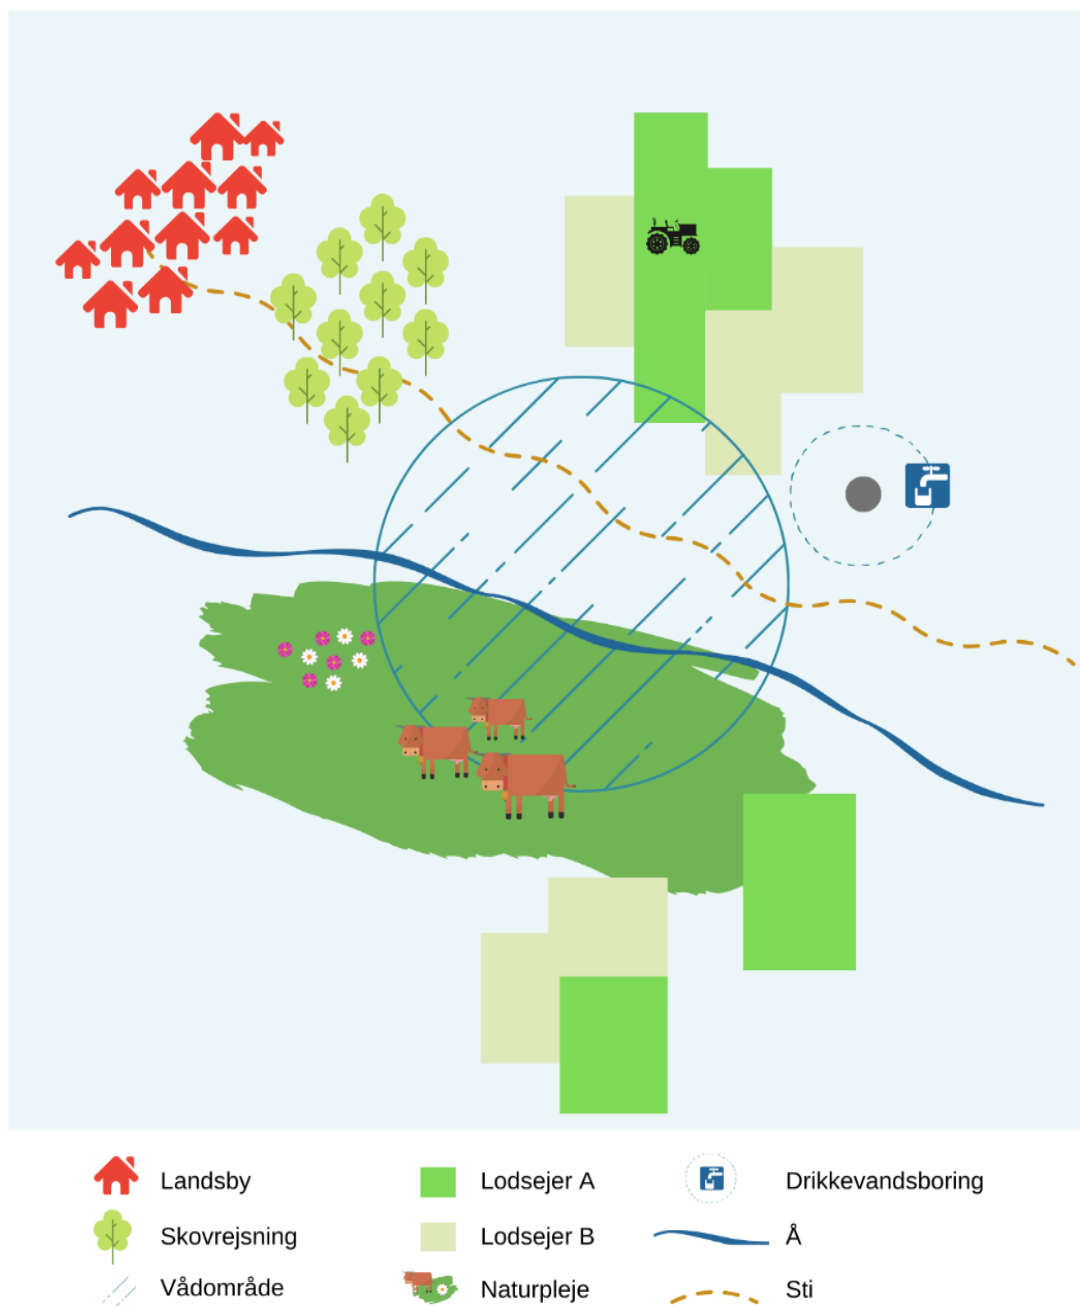 Landsby
Lodsejer A
Drikkevandsboring
Skovrejsning
Lodsejer B
Å
Vådområde
Naturpleje
Sti